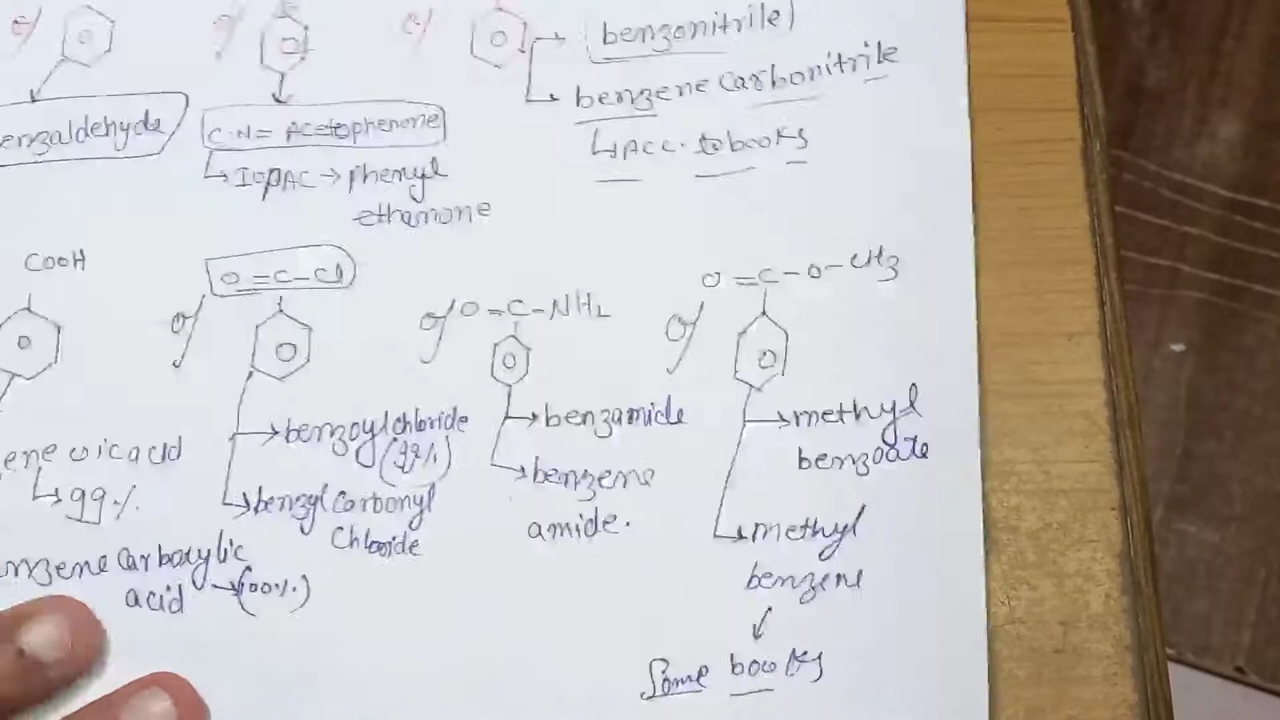 benzonitrile)
benzene Carbonitrile
↳ACC. to books
enzaldehyde
C.N= Acetophenone
↳IUPAC → phenyl
ethanone
COOH
O=C-Cl
O=C-NH2
O=C-O-CH3
benzoylchloride
(99%)
benzyl Carbonyl
Chloride
benzamide
benzene
amide.
methyl
benzoate
methyl
benzene
Some books
ene oic acid
↳99%
nzene Carboxylic
acid →(100%)